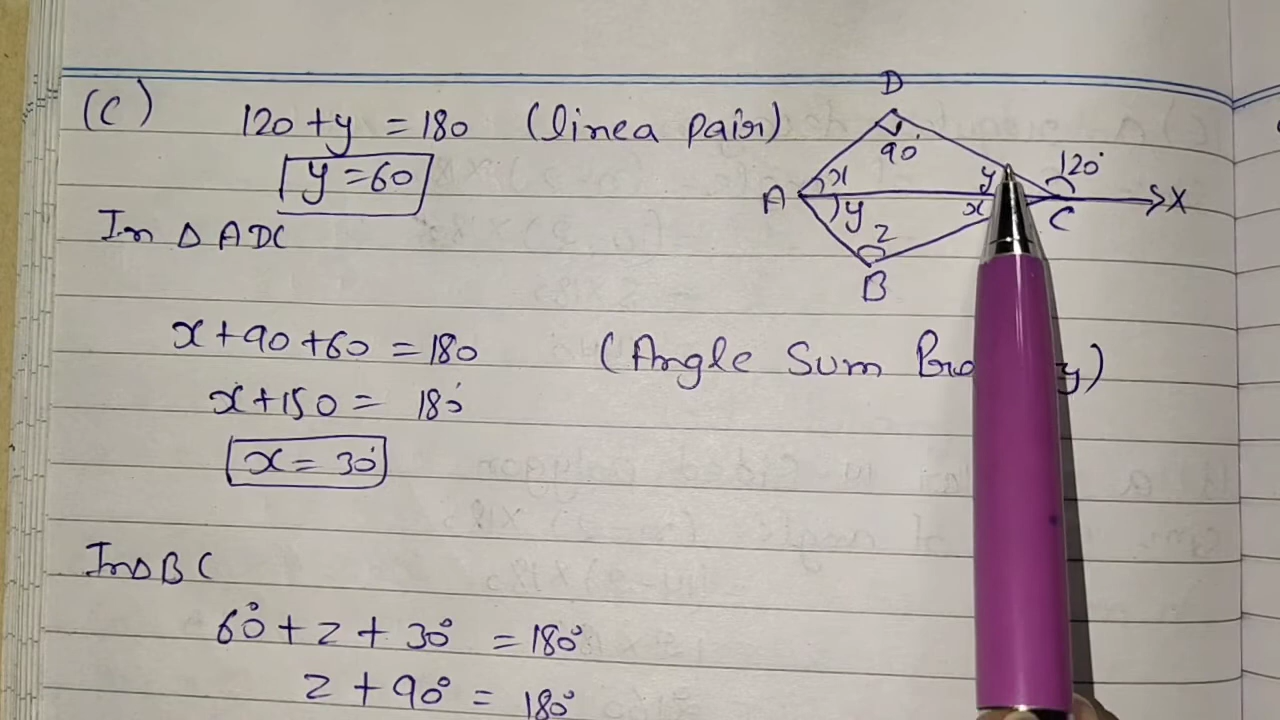 (C) 120 + y = 180 (linea pair)
y = 60
In Δ ADC
x + 90 + 60 = 180 (Angle Sum
x + 150 = 180°
x = 30°
In Δ BC
60° + z + 30° = 180°
z + 90° = 180°
D
90°
A x y 120° X
y x C
z
B